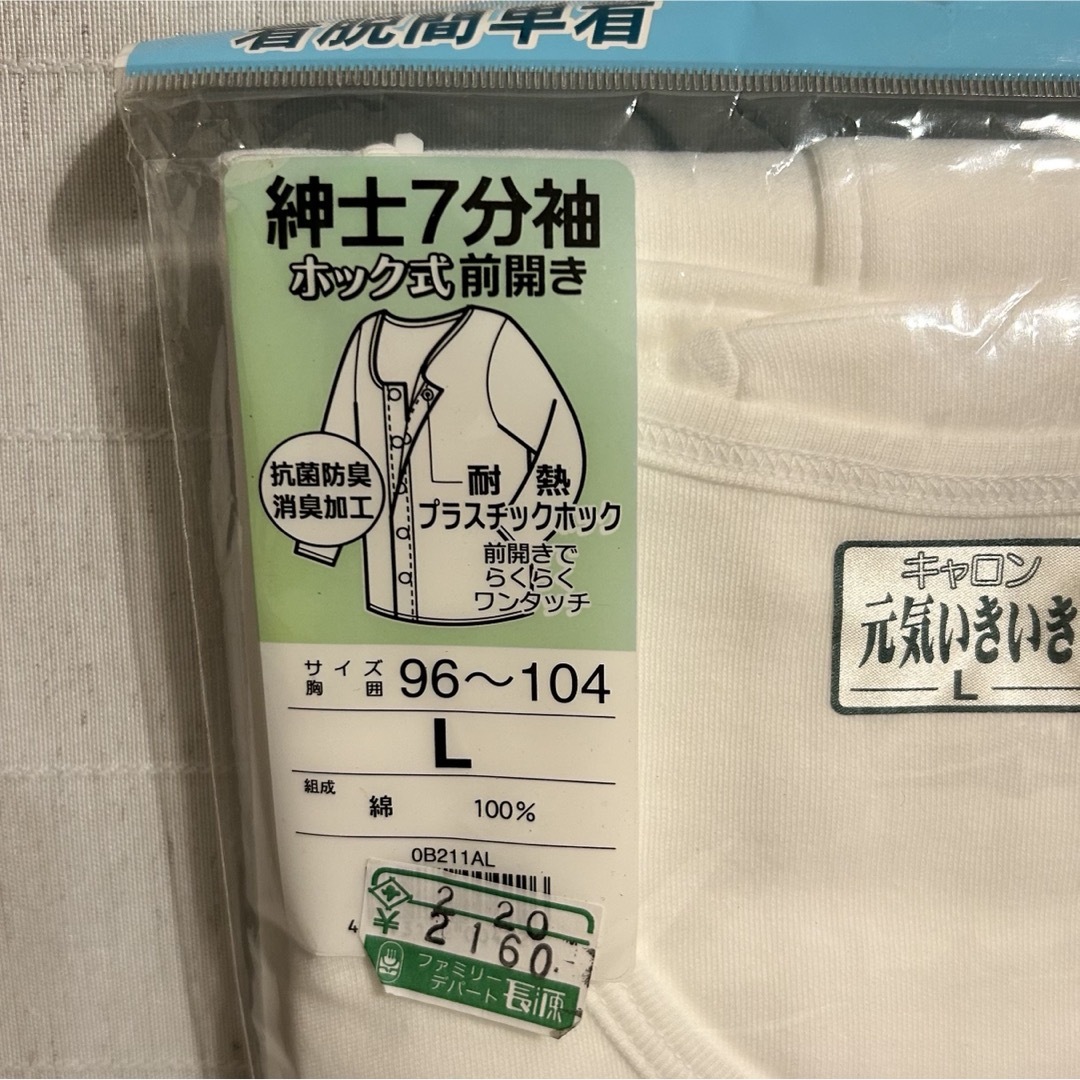 着脱簡単着
紳士7分袖
ホック式前開き
抗菌防臭
消臭加工
耐熱
プラスチックホック
前開きで
らくらく
ワンタッチ
サイズ
胸囲 96～104
L
組成
綿 100%
0B211AL
2 20
大 2160
4
ファミリー
デパート 長源
キャロン
元気いきいき
L